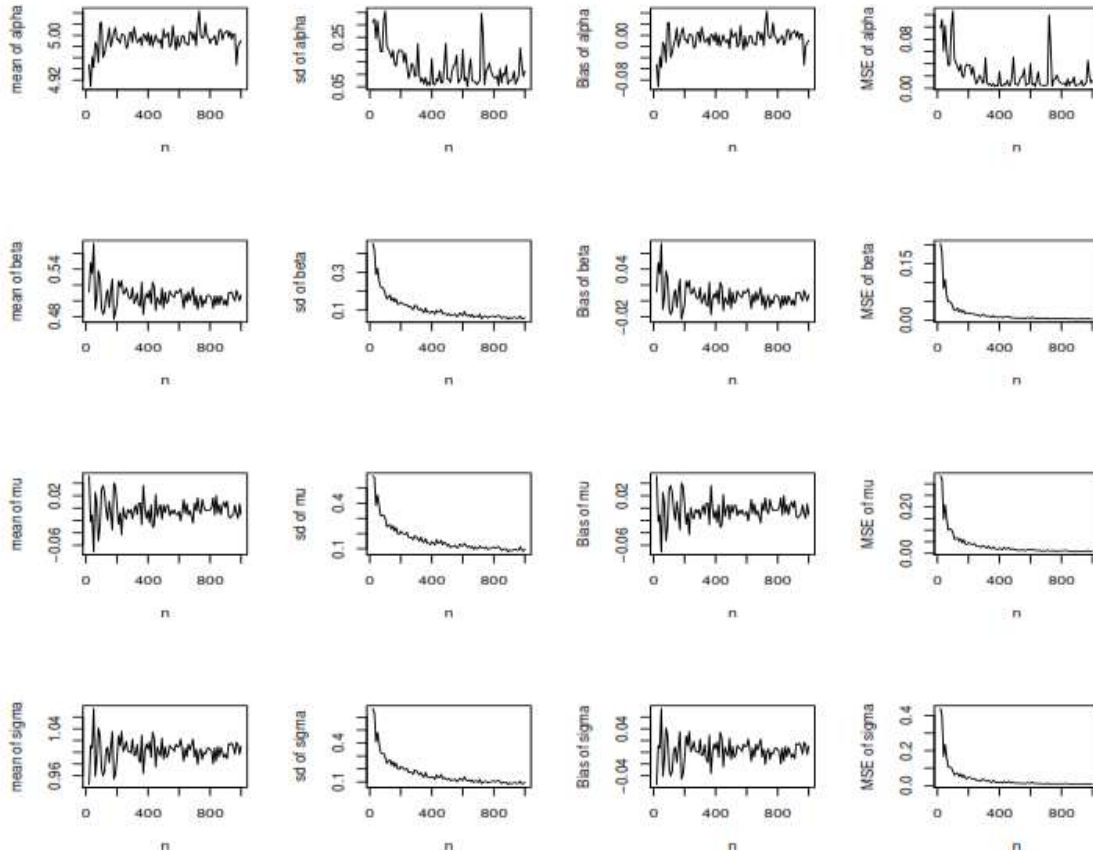 mean of alpha
4.92 5.00
0 400 800
n
sd of alpha
0.05 0.25
0 400 800
n
Bias of alpha
−0.08 0.00
0 400 800
n
MSE of alpha
0.00 0.08
0 400 800
n
mean of beta
0.48 0.54
0 400 800
n
sd of beta
0.1 0.3
0 400 800
n
Bias of beta
−0.02 0.04
0 400 800
n
MSE of beta
0.00 0.15
0 400 800
n
mean of mu
−0.06 0.02
0 400 800
n
sd of mu
0.1 0.4
0 400 800
n
Bias of mu
−0.06 0.02
0 400 800
n
MSE of mu
0.00 0.20
0 400 800
n
mean of sigma
0.96 1.04
0 400 800
n
sd of sigma
0.1 0.4
0 400 800
n
Bias of sigma
−0.04 0.04
0 400 800
n
MSE of sigma
0.0 0.2 0.4
0 400 800
n